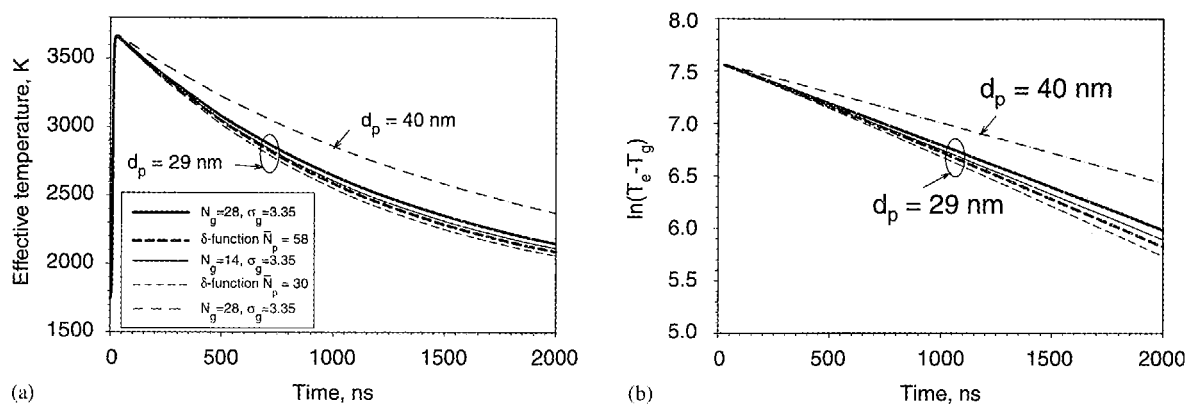 Effective temperature, K
3500
3000
2500
2000
1500
d_p = 40 nm
d_p = 29 nm
N_g=28, σ_g=3.35
δ-function N̄_p = 58
N_g=14, σ_g=3.35
δ-function N̄_p = 30
N_g=28, σ_g=3.35
0 500 1000 1500 2000
(a) Time, ns
ln(T_e-T_g)
8.0
7.5
7.0
6.5
6.0
5.5
5.0
d_p = 40 nm
d_p = 29 nm
0 500 1000 1500 2000
(b) Time, ns